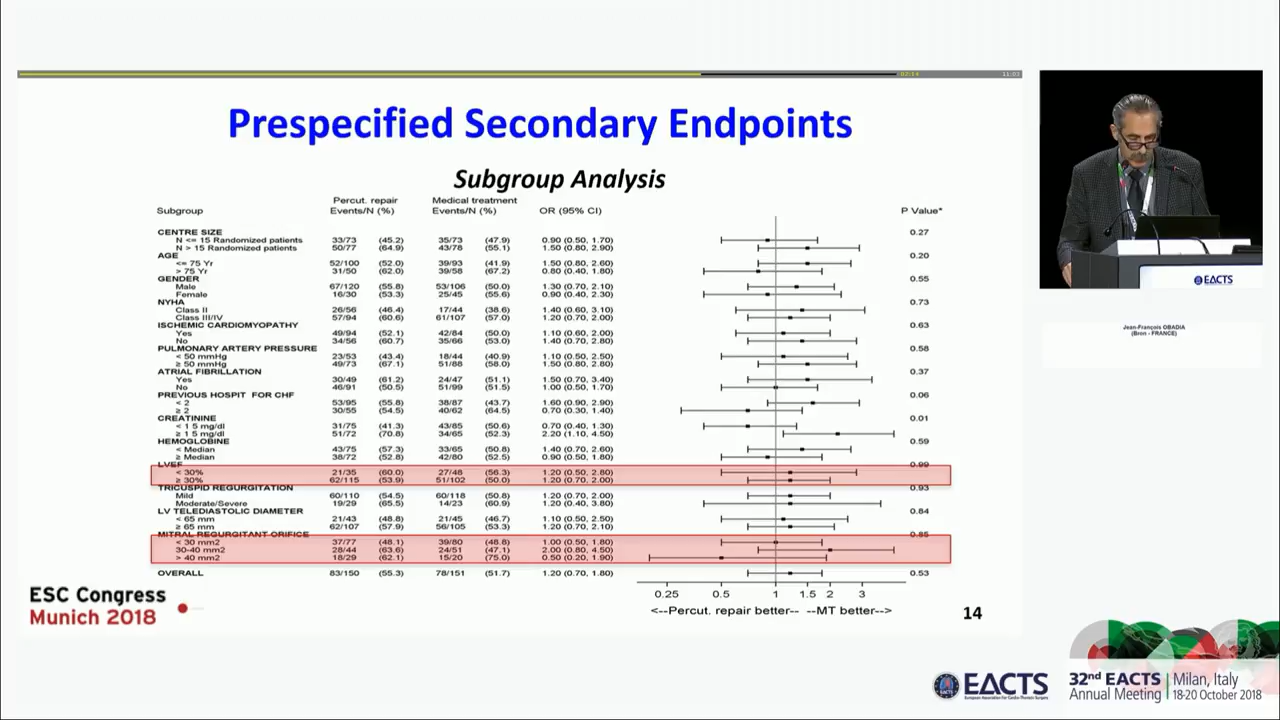 -02:14
11:03
Prespecified Secondary Endpoints
Subgroup Analysis
Percut. repair Medical treatment
Subgroup Events/N (%) Events/N (%) OR (95% CI) P Value*
CENTRE SIZE 0.27
N <= 15 Randomized patients 33/73 (45.2) 35/73 (47.9) 0.90 (0.50, 1.70)
N > 15 Randomized patients 50/77 (64.9) 43/78 (55.1) 1.50 (0.80, 2.90)
AGE 0.20
<= 75 Yr 52/100 (52.0) 39/93 (41.9) 1.50 (0.80, 2.60)
> 75 Yr 31/50 (62.0) 39/58 (67.2) 0.80 (0.40, 1.80)
GENDER 0.55
Male 67/120 (55.8) 53/106 (50.0) 1.30 (0.70, 2.10)
Female 16/30 (53.3) 25/45 (55.6) 0.90 (0.40, 2.30)
NYHA 0.73
Class II 26/56 (46.4) 17/44 (38.6) 1.40 (0.60, 3.10)
Class III/IV 57/94 (60.6) 61/107 (57.0) 1.20 (0.70, 2.00)
ISCHEMIC CARDIOMYOPATHY 0.63
Yes 49/94 (52.1) 42/84 (50.0) 1.10 (0.60, 2.00)
No 34/56 (60.7) 35/66 (53.0) 1.40 (0.70, 2.80)
PULMONARY ARTERY PRESSURE 0.58
< 50 mmHg 23/53 (43.4) 18/44 (40.9) 1.10 (0.50, 2.50)
≥ 50 mmHg 49/73 (67.1) 51/88 (58.0) 1.50 (0.80, 2.80)
ATRIAL FIBRILLATION 0.37
Yes 30/49 (61.2) 24/47 (51.1) 1.50 (0.70, 3.40)
No 46/91 (50.5) 51/99 (51.5) 1.00 (0.50, 1.70)
PREVIOUS HOSPIT FOR CHF 0.06
< 2 53/95 (55.8) 38/87 (43.7) 1.60 (0.90, 2.90)
≥ 2 30/55 (54.5) 40/62 (64.5) 0.70 (0.30, 1.40)
CREATININE 0.01
< 1 5 mg/dl 31/75 (41.3) 43/85 (50.6) 0.70 (0.40, 1.30)
≥ 1 5 mg/dl 51/72 (70.8) 34/65 (52.3) 2.20 (1.10, 4.50)
HEMOGLOBINE 0.59
< Median 43/75 (57.3) 33/65 (50.8) 1.40 (0.70, 2.60)
≥ Median 38/72 (52.8) 42/80 (52.5) 0.90 (0.50, 1.80)
LVEF 0.99
< 30% 21/35 (60.0) 27/48 (56.3) 1.20 (0.50, 2.80)
≥ 30% 62/115 (53.9) 51/102 (50.0) 1.20 (0.70, 2.00)
TRICUSPID REGURGITATION 0.93
Mild 60/110 (54.5) 60/118 (50.8) 1.20 (0.70, 2.00)
Moderate/Severe 19/29 (65.5) 14/23 (60.9) 1.20 (0.40, 3.80)
LV TELEDIASTOLIC DIAMETER 0.84
< 65 mm 21/43 (48.8) 21/45 (46.7) 1.10 (0.50, 2.50)
≥ 65 mm 62/107 (57.9) 56/105 (53.3) 1.20 (0.70, 2.10)
MITRAL REGURGITANT ORIFICE 0.85
< 30 mm2 37/77 (48.1) 39/80 (48.8) 1.00 (0.50, 1.80)
30-40 mm2 28/44 (63.6) 24/51 (47.1) 2.00 (0.80, 4.50)
> 40 mm2 18/29 (62.1) 15/20 (75.0) 0.50 (0.20, 1.90)
OVERALL 83/150 (55.3) 78/151 (51.7) 1.20 (0.70, 1.80) 0.53
0.25 0.5 1 1.5 2 3
<--Percut. repair better-- --MT better-->
ESC Congress
Munich 2018
14
EACTS
Jean-François OBADIA
(Bron - FRANCE)
EACTS
32nd EACTS
Annual Meeting
Milan, Italy
18-20 October 2018